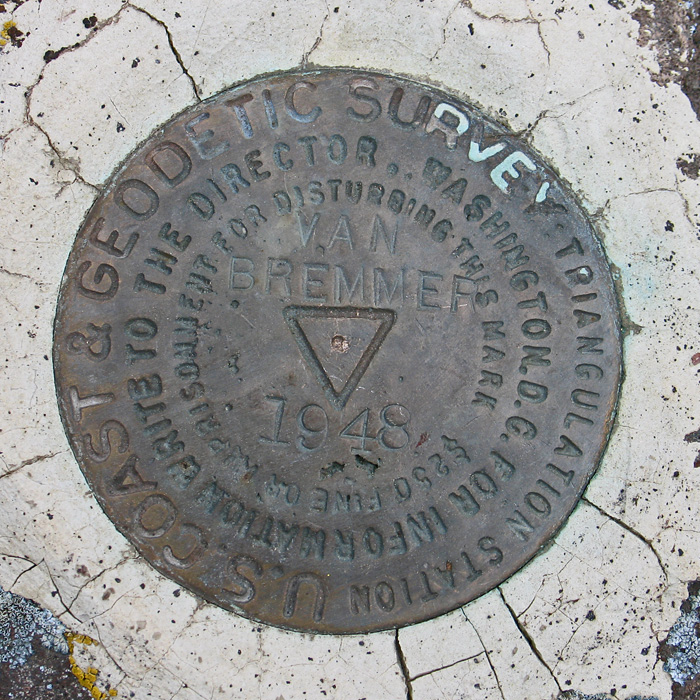 U.S. COAST & GEODETIC SURVEY
TRIANGULATION STATION
WRITE TO THE DIRECTOR, WASHINGTON, D.C. FOR INFORMATION
$250 FINE OR IMPRISONMENT FOR DISTURBING THIS MARK
VAN
BREMMER
1948